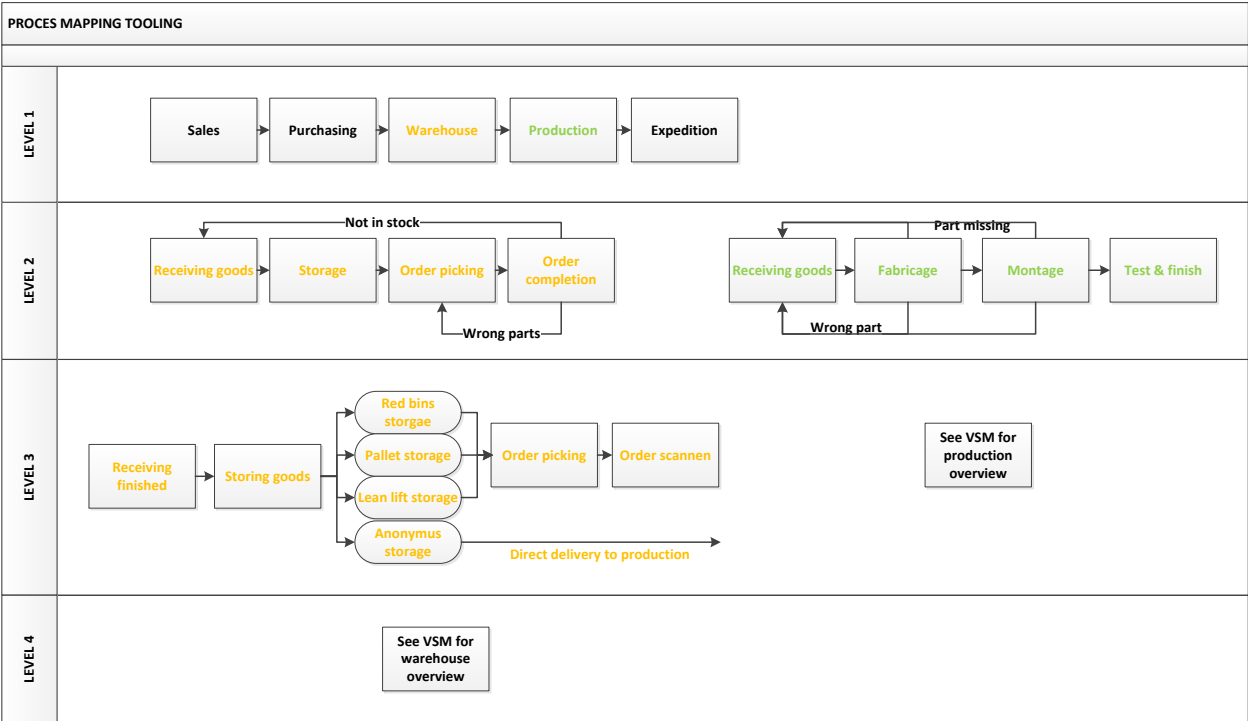 PROCES MAPPING TOOLING
LEVEL 1
Sales
Purchasing
Warehouse
Production
Expedition
LEVEL 2
Not in stock
Receiving goods
Storage
Order picking
Order
completion
Wrong parts
Part missing
Receiving goods
Fabricage
Montage
Test & finish
Wrong part
LEVEL 3
Receiving
finished
Storing goods
Red bins
storgae
Pallet storage
Lean lift storage
Anonymus
storage
Order picking
Order scannen
Direct delivery to production
See VSM for
production
overview
LEVEL 4
See VSM for
warehouse
overview